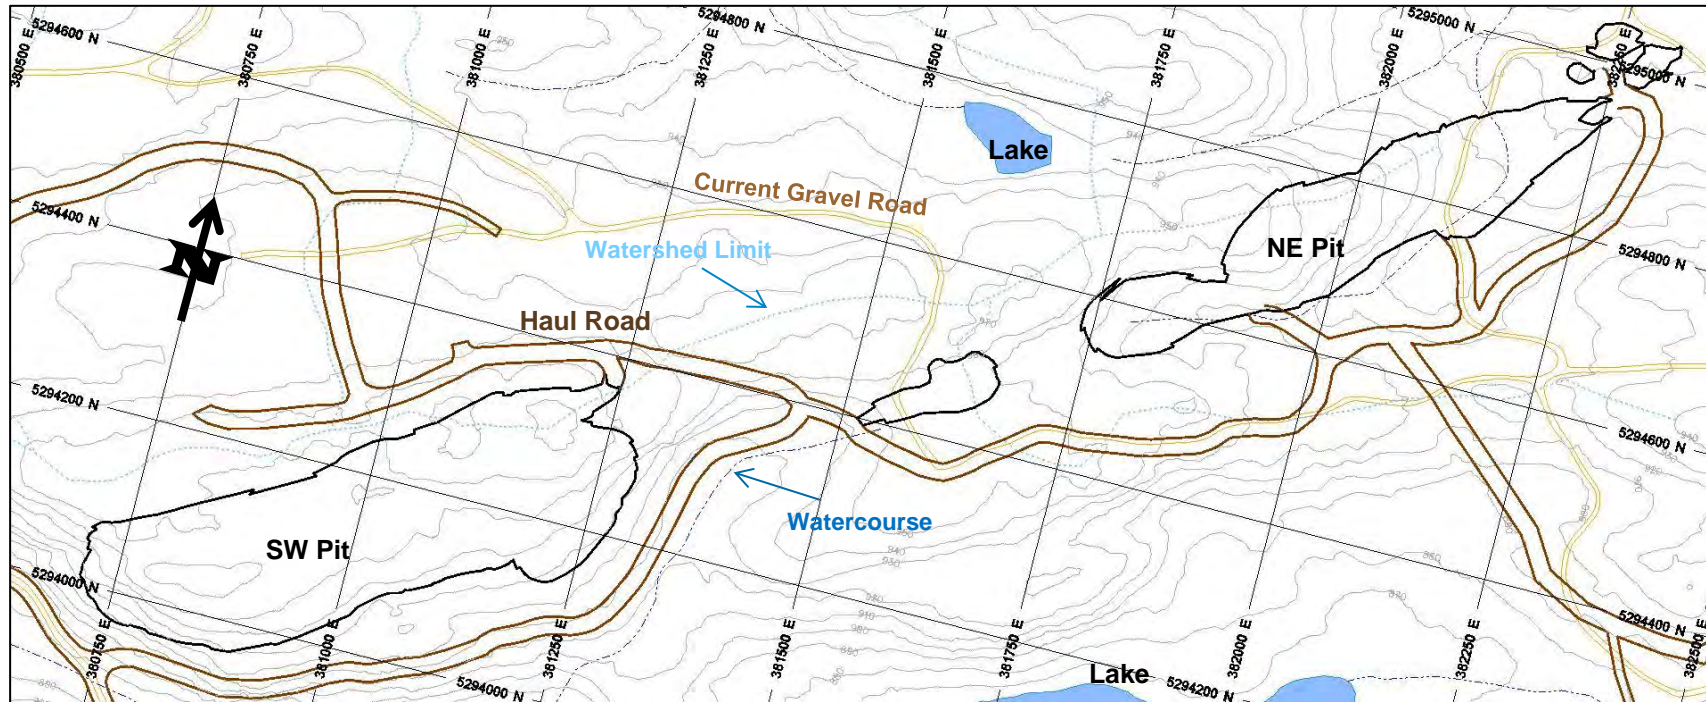 5294600 N
380500 E
380750 E
381000 E
5294800 N
381250 E
381500 E
381750 E
382000 E
5295000 N
382250 E
5295000 N
Lake
Current Gravel Road
5294400 N
N
Watershed Limit
NE Pit
5294800 N
Haul Road
5294200 N
5294600 N
Watercourse
SW Pit
5294000 N
380750 E
381000 E
381250 E
381500 E
381750 E
382000 E
382250 E
5294400 N
382500 E
Lake
5294000 N
5294200 N